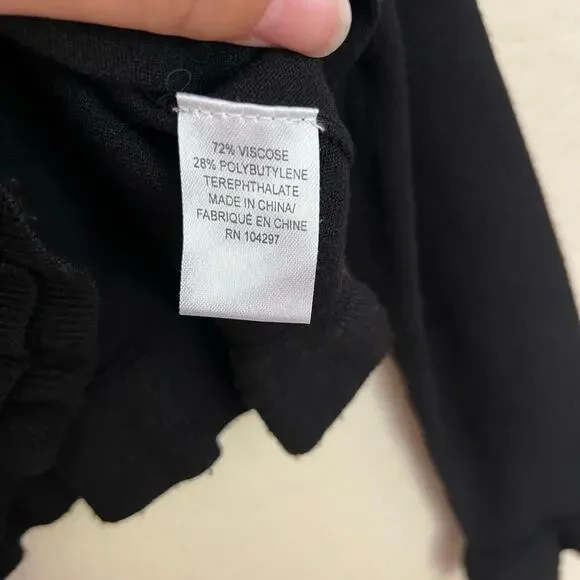 72% VISCOSE
28% POLYBUTYLENE
TEREPHTHALATE
MADE IN CHINA/
FABRIQUÉ EN CHINE
RN 104297